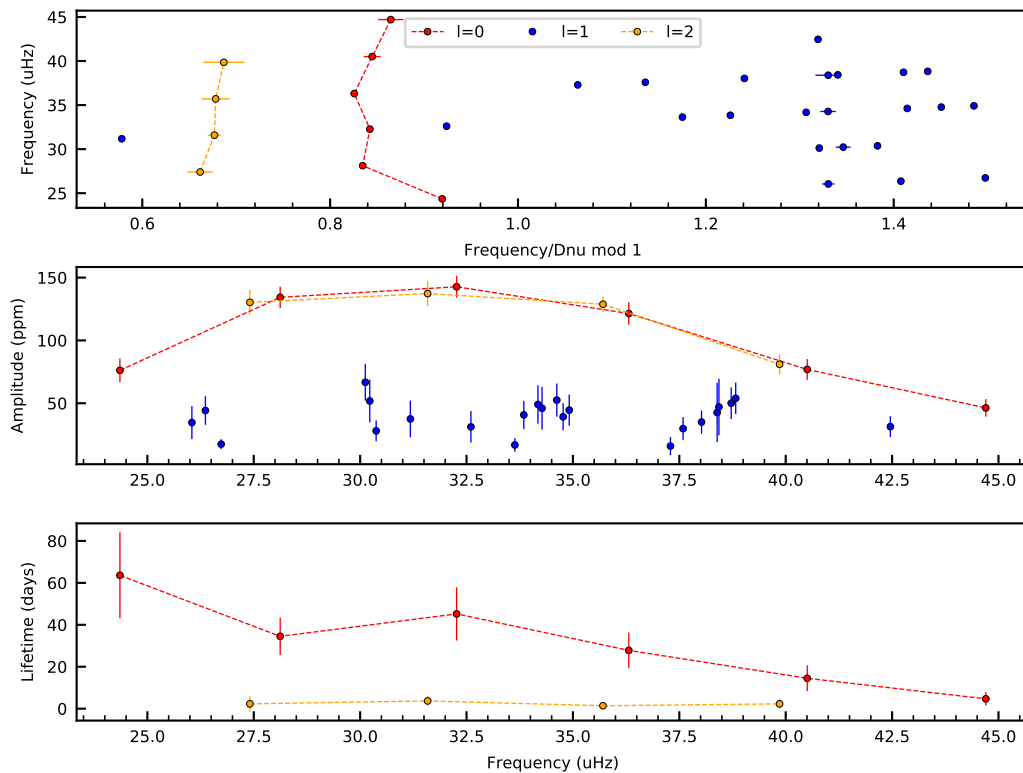 45
40
35
30
25
Frequency (uHz)
l=0 l=1 l=2
0.6 0.8 1.0 1.2 1.4
Frequency/Dnu mod 1
150
100
50
Amplitude (ppm)
25.0 27.5 30.0 32.5 35.0 37.5 40.0 42.5 45.0
80
60
40
20
0
Lifetime (days)
25.0 27.5 30.0 32.5 35.0 37.5 40.0 42.5 45.0
Frequency (uHz)